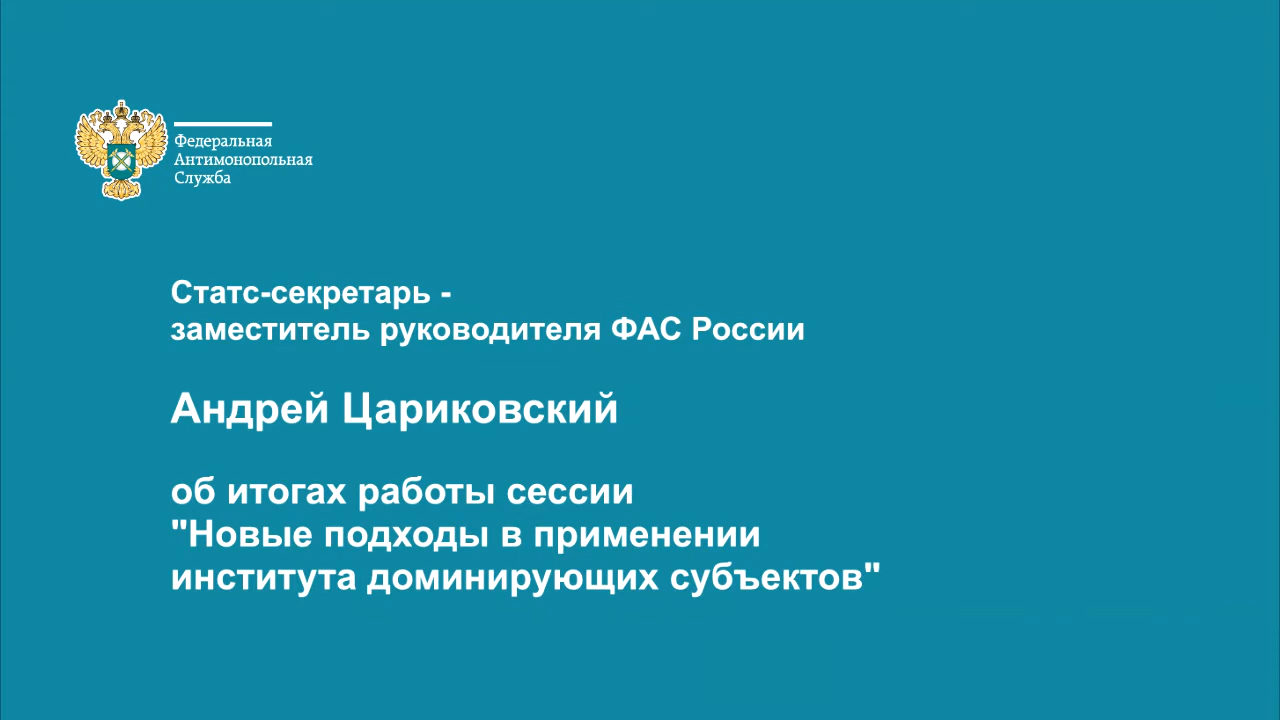 Федеральная
Антимонопольная
Служба
Статс-секретарь -
заместитель руководителя ФАС России
Андрей Цариковский
об итогах работы сессии
"Новые подходы в применении
института доминирующих субъектов"